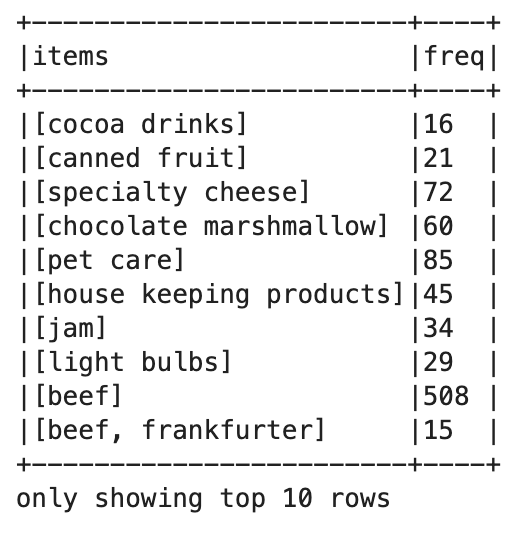 +------------------------+----+
|items                   |freq|
+------------------------+----+
|[cocoa drinks]          |16  |
|[canned fruit]          |21  |
|[specialty cheese]      |72  |
|[chocolate marshmallow] |60  |
|[pet care]              |85  |
|[house keeping products]|45  |
|[jam]                   |34  |
|[light bulbs]           |29  |
|[beef]                  |508 |
|[beef, frankfurter]     |15  |
+------------------------+----+
only showing top 10 rows